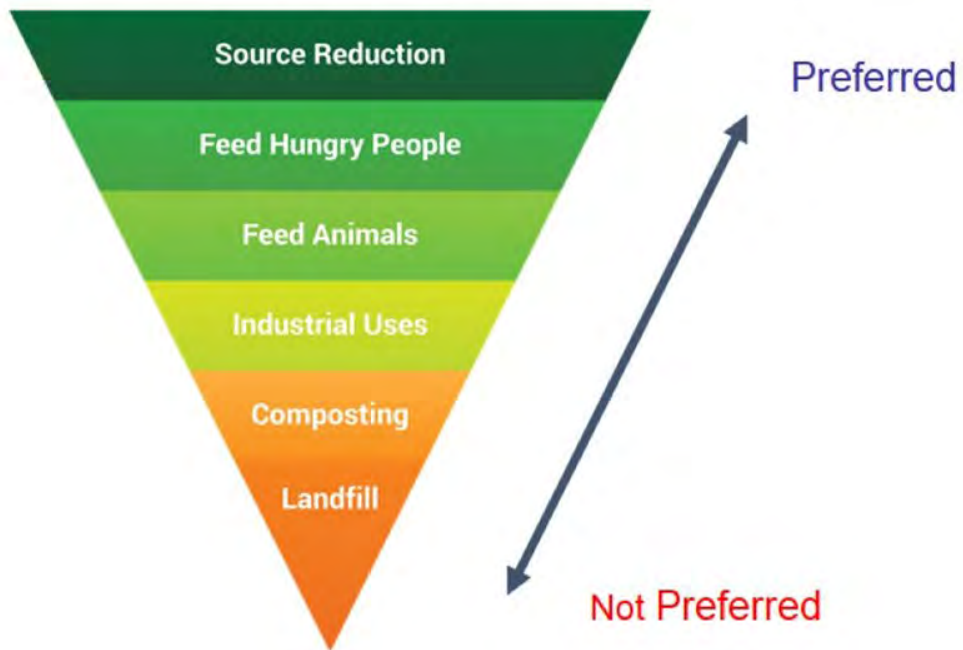 Source Reduction
Preferred
Feed Hungry People
Feed Animals
Industrial Uses
Composting
Landfill
Not Preferred